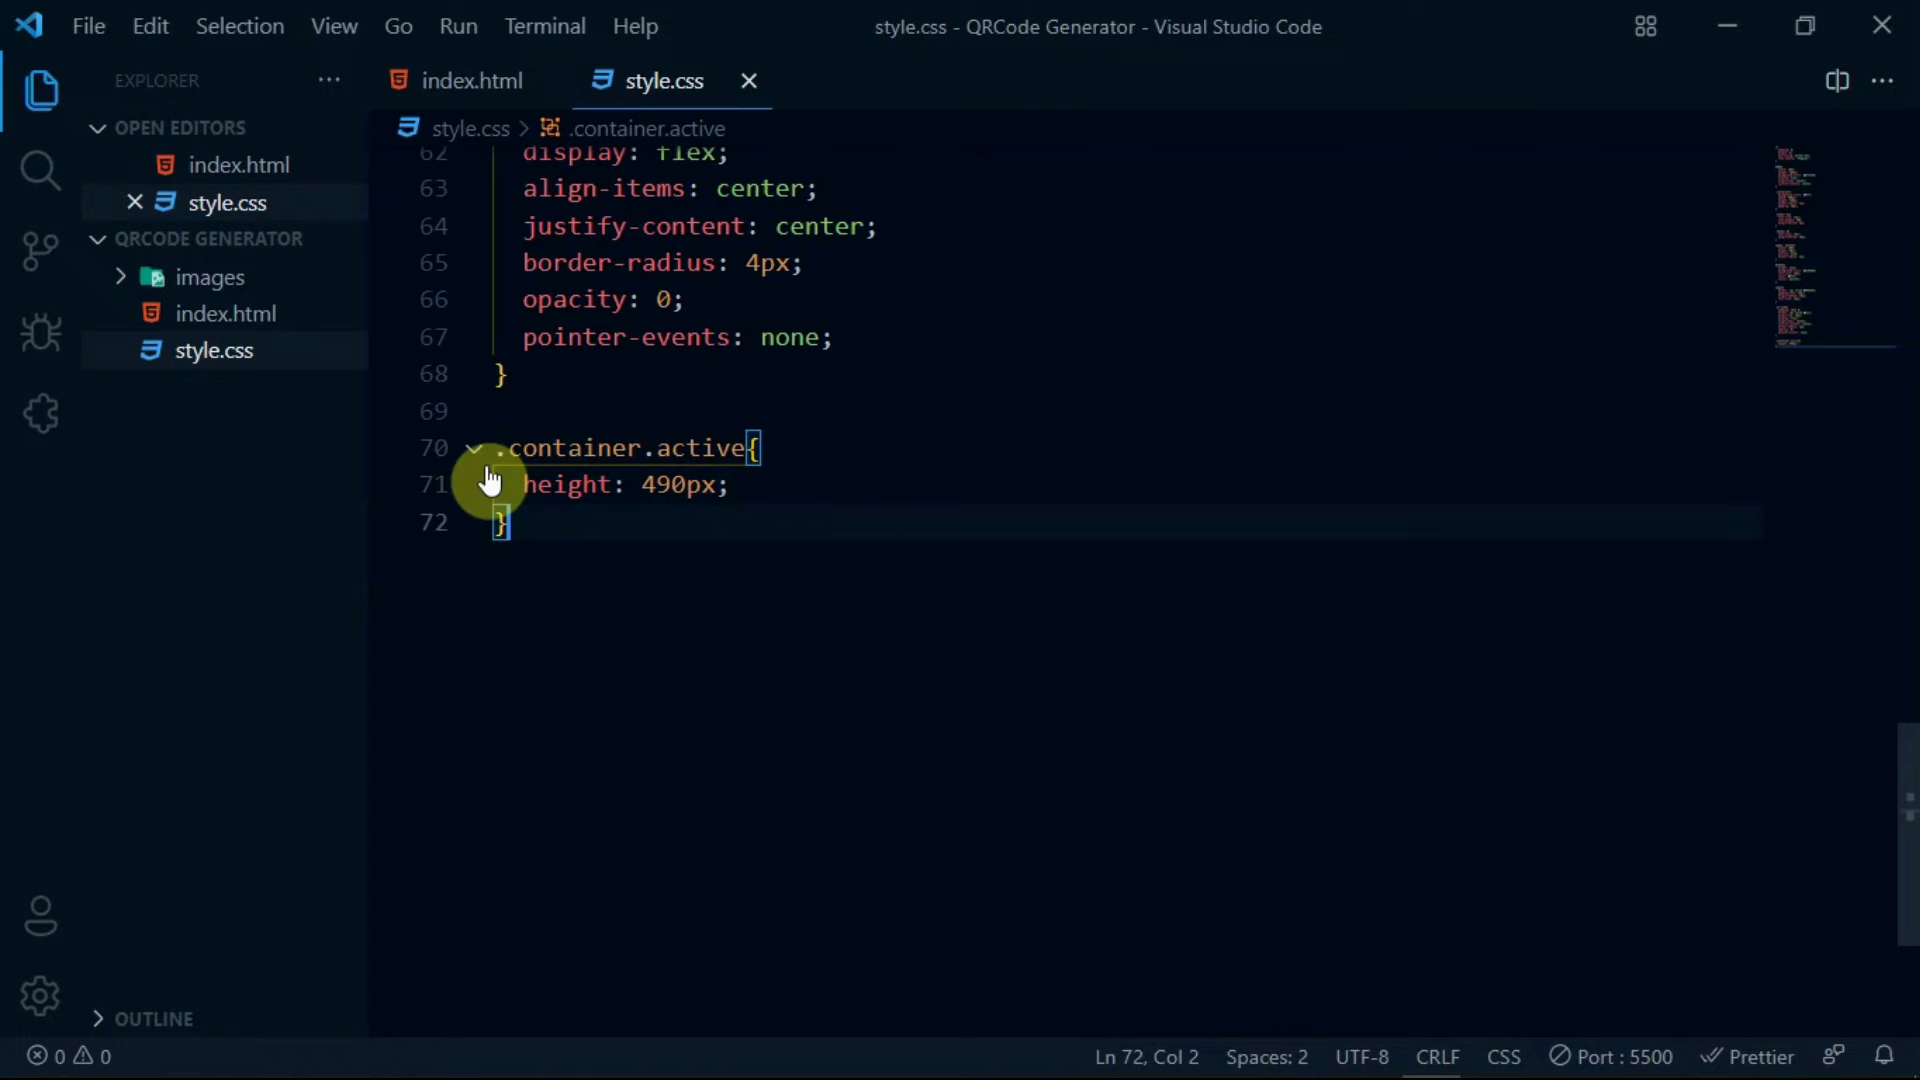 File Edit Selection View Go Run Terminal Help
style.css - QRCode Generator - Visual Studio Code
EXPLORER
OPEN EDITORS
index.html
style.css
QRCODE GENERATOR
images
index.html
style.css
OUTLINE
index.html style.css
style.css > .container.active
62 display: flex;
63 align-items: center;
64 justify-content: center;
65 border-radius: 4px;
66 opacity: 0;
67 pointer-events: none;
68 }
69
70 .container.active{
71 height: 490px;
72 }
0 0 Ln 72, Col 2 Spaces: 2 UTF-8 CRLF CSS Port : 5500 Prettier